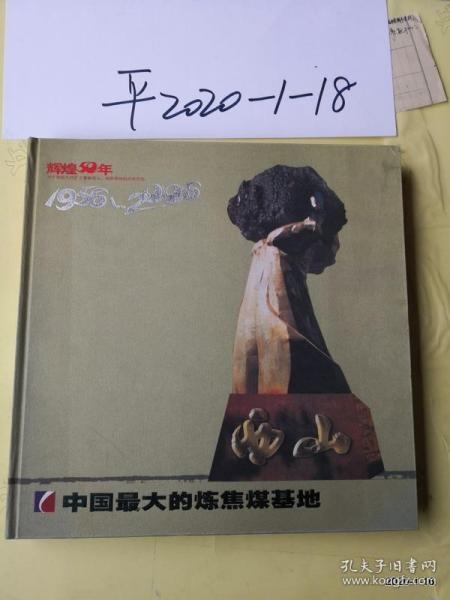 平2020-1-18
辉煌50年
1956-2006
西山
中国最大的炼焦煤基地
孔夫子旧书网
www.kongfz.com